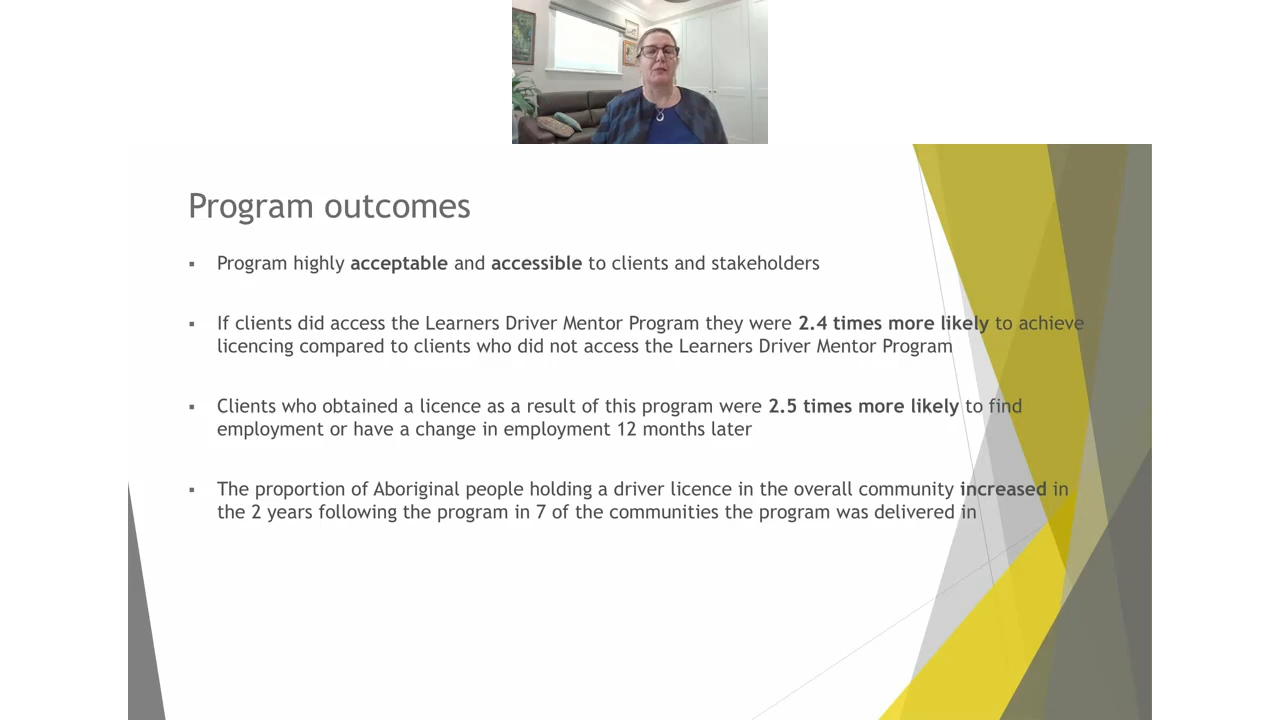 Program outcomes
▪ Program highly acceptable and accessible to clients and stakeholders
▪ If clients did access the Learners Driver Mentor Program they were 2.4 times more likely to achieve
licencing compared to clients who did not access the Learners Driver Mentor Program
▪ Clients who obtained a licence as a result of this program were 2.5 times more likely to find
employment or have a change in employment 12 months later
▪ The proportion of Aboriginal people holding a driver licence in the overall community increased in
the 2 years following the program in 7 of the communities the program was delivered in